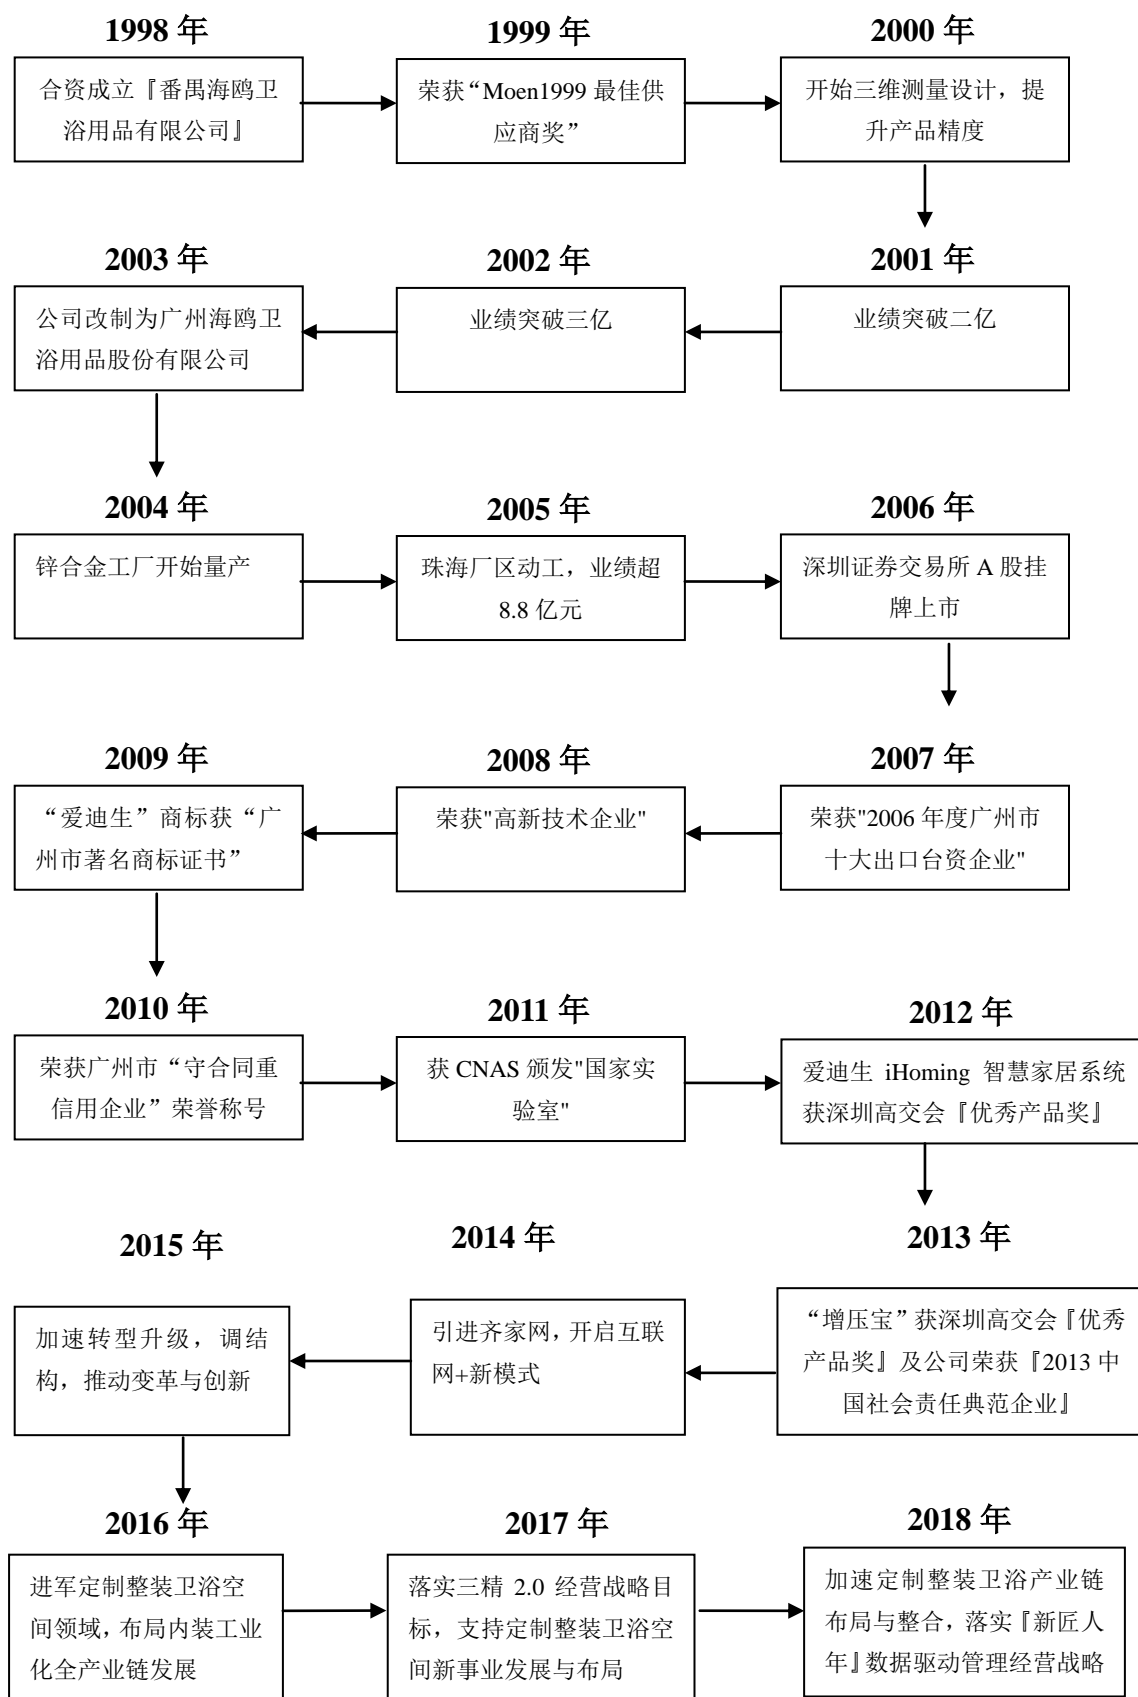 1998 年
合资成立『番禺海鸥卫
浴用品有限公司』
1999 年
荣获“Moen1999 最佳供
应商奖”
2000 年
开始三维测量设计，提
升产品精度
2001 年
业绩突破二亿
2002 年
业绩突破三亿
2003 年
公司改制为广州海鸥卫
浴用品股份有限公司
2004 年
锌合金工厂开始量产
2005 年
珠海厂区动工，业绩超
8.8 亿元
2006 年
深圳证券交易所 A 股挂
牌上市
2007 年
荣获"2006 年度广州市
十大出口台资企业"
2008 年
荣获"高新技术企业"
2009 年
“爱迪生”商标获“广
州市著名商标证书”
2010 年
荣获广州市“守合同重
信用企业”荣誉称号
2011 年
获 CNAS 颁发"国家实
验室"
2012 年
爱迪生 iHoming 智慧家居系统
获深圳高交会『优秀产品奖』
2013 年
“增压宝”获深圳高交会『优秀
产品奖』及公司荣获『2013 中
国社会责任典范企业』
2014 年
引进齐家网，开启互联
网+新模式
2015 年
加速转型升级，调结
构，推动变革与创新
2016 年
进军定制整装卫浴空
间领域，布局内装工业
化全产业链发展
2017 年
落实三精 2.0 经营战略目
标，支持定制整装卫浴空
间新事业发展与布局
2018 年
加速定制整装卫浴产业链
布局与整合，落实『新匠人
年』数据驱动管理经营战略